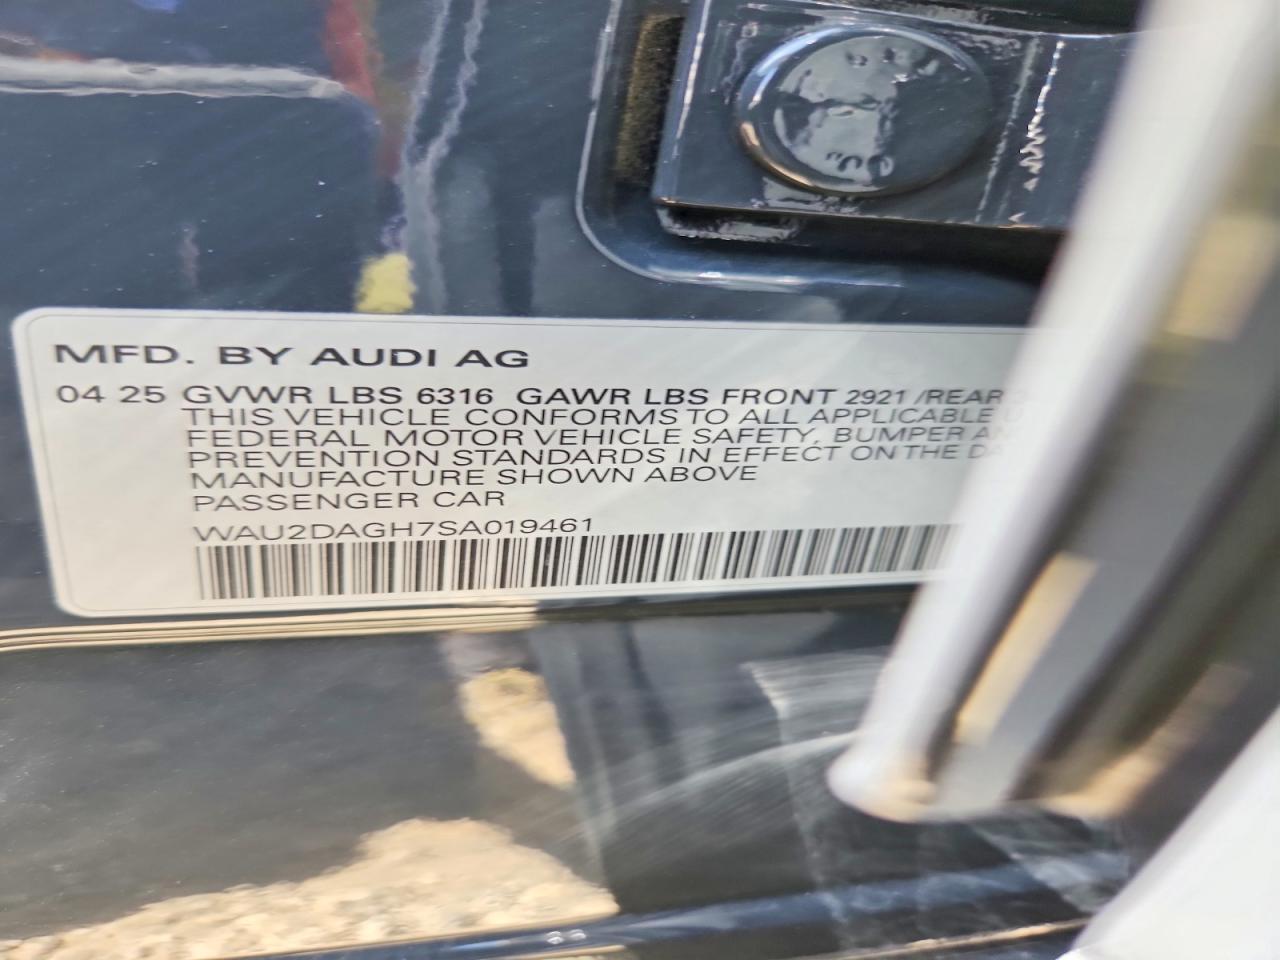 MFD. BY AUDI AG
04 25 GVWR LBS 6316 GAWR LBS FRONT 2921 /REAR
THIS VEHICLE CONFORMS TO ALL APPLICABLE
FEDERAL MOTOR VEHICLE SAFETY, BUMPER
PREVENTION STANDARDS IN EFFECT ON THE
MANUFACTURE SHOWN ABOVE
PASSENGER CAR
WAU2DAGH7SA019461